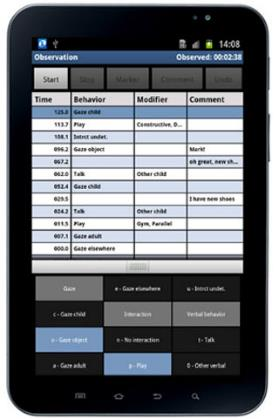 14:08
Observation Observed: 00:02:38
Start Stop Marker Comment Undo
Time Behavior Modifier Comment
125.0 Gaze child
113.7 Play Constructive, D...
108.1 Intrct undet.
096.2 Gaze object Mark!
067.2 oh great, new sh...
062.0 Talk Other child
052.4 Gaze child
029.5 I have new shoes
024.2 Talk Other child
011.5 Play Gym, Parallel
007.1 Gaze adult
000.0 Gaze elsewhere
Gaze e - Gaze elsewhere u - Intrct undet.
c - Gaze child Interaction Verbal behavior
o - Gaze object n - No interaction t - Talk
a - Gaze adult p - Play 0 - Other verbal